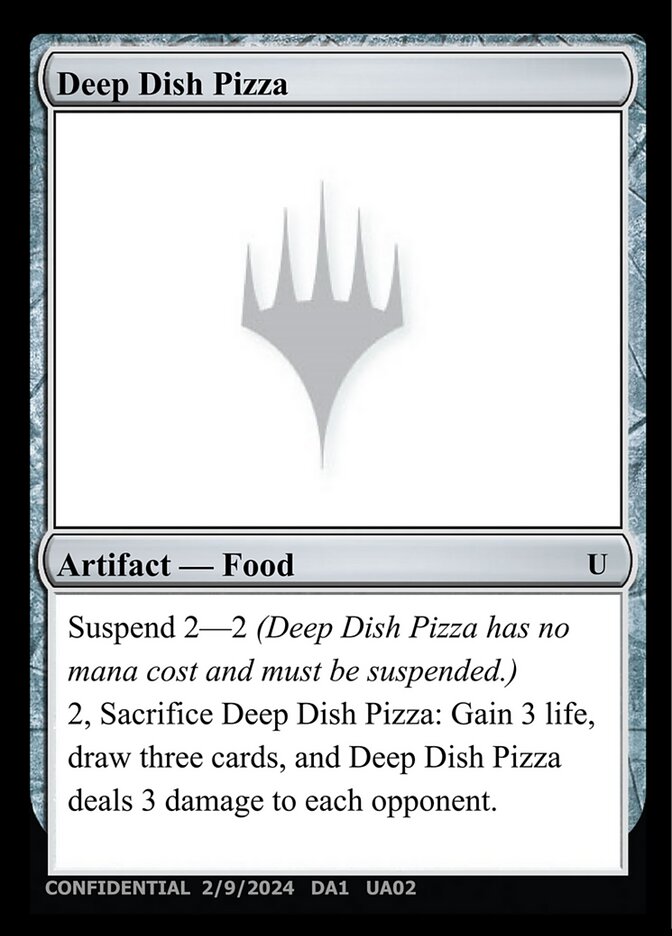 Deep Dish Pizza
Artifact — Food U
Suspend 2—2 (Deep Dish Pizza has no
mana cost and must be suspended.)
2, Sacrifice Deep Dish Pizza: Gain 3 life,
draw three cards, and Deep Dish Pizza
deals 3 damage to each opponent.
CONFIDENTIAL 2/9/2024 DA1 UA02